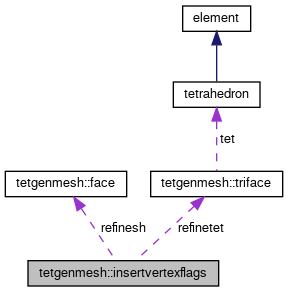 element
tetrahedron
tet
tetgenmesh::face
tetgenmesh::triface
refinesh
refinetet
tetgenmesh::insertvertexflags